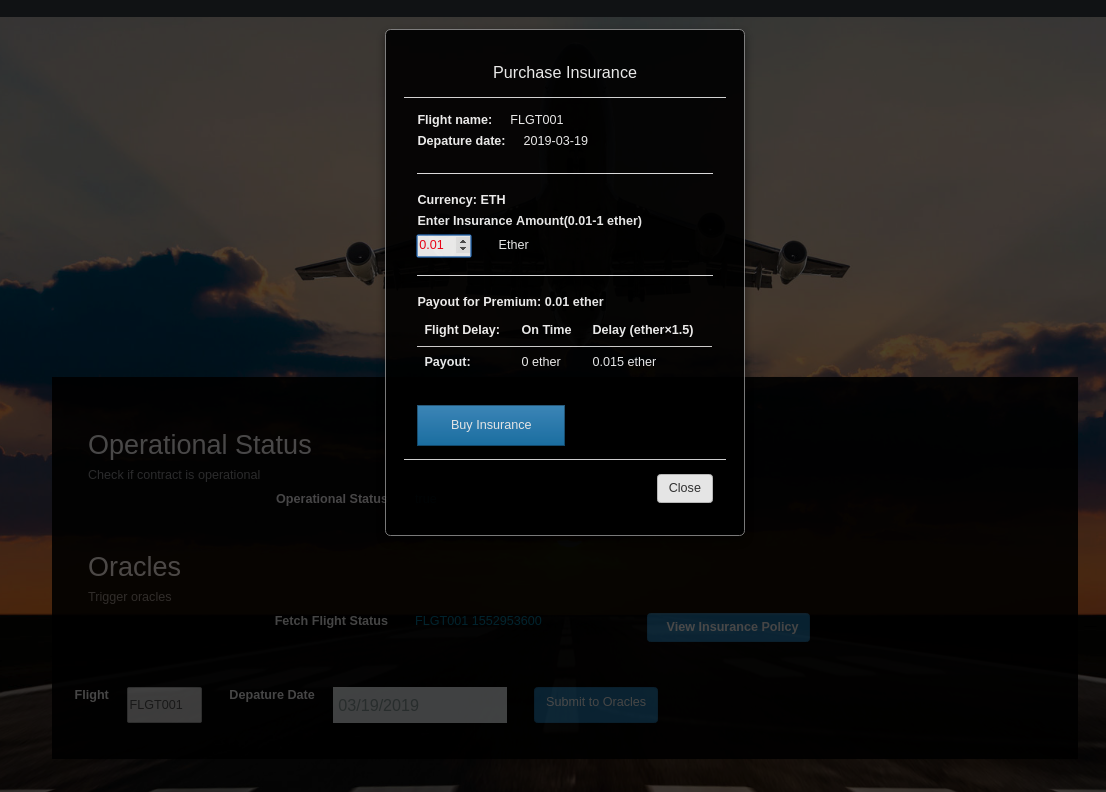 Purchase Insurance
Flight name: FLGT001
Depature date: 2019-03-19
Currency: ETH
Enter Insurance Amount(0.01-1 ether)
0.01 Ether
Payout for Premium: 0.01 ether
Flight Delay: On Time Delay (ether×1.5)
Payout: 0 ether 0.015 ether
Buy Insurance
Close
Operational Status
Check if contract is operational
Operational Status
Oracles
Trigger oracles
Fetch Flight Status FLGT001 1552953600 View Insurance Policy
Flight FLGT001 Depature Date 03/19/2019 Submit to Oracles